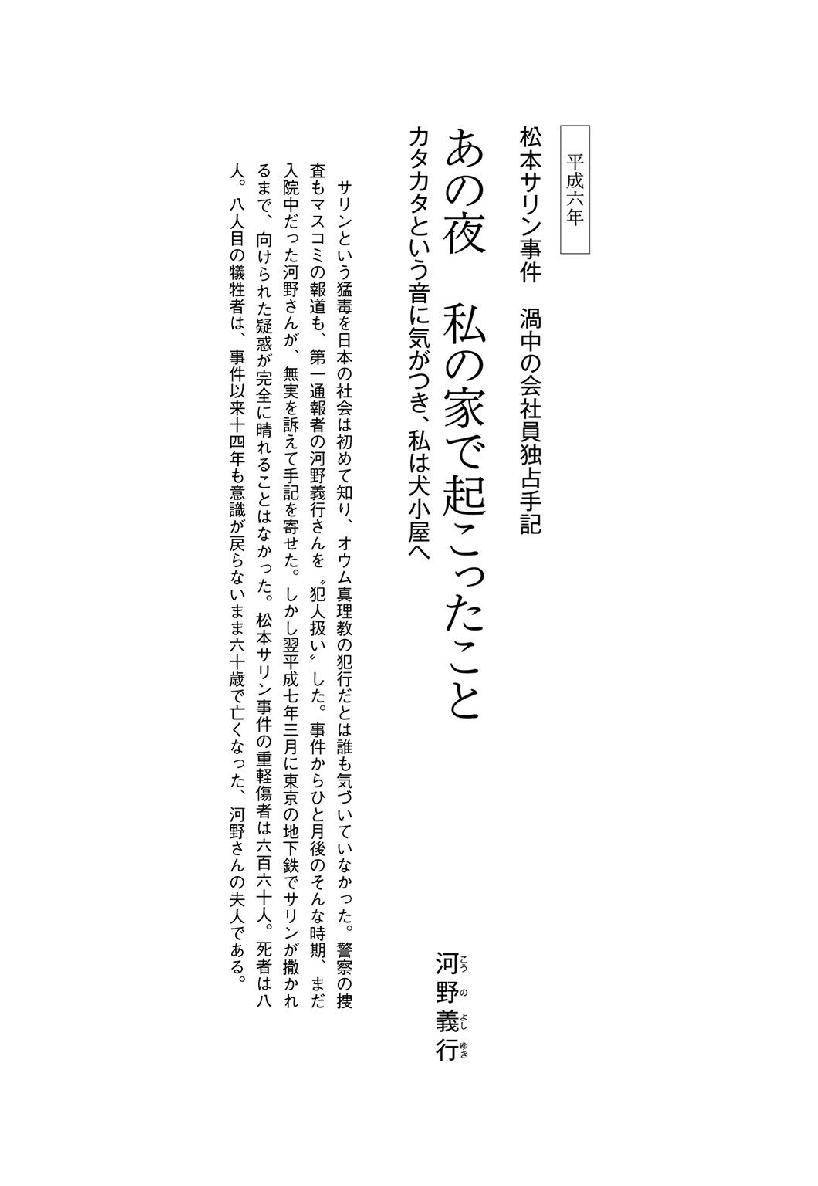 平成六年
松本サリン事件　渦中の会社員独占手記
あの夜　私の家で起こったこと
カタカタという音に気がつき、私は犬小屋へ
河野義行
こうのよしゆき
サリンという猛毒を日本の社会は初めて知り、オウム真理教の犯行だとは誰も気づいていなかった。警察の捜
査もマスコミの報道も、第一通報者の河野義行さんを〝犯人扱い〟した。事件からひと月後のそんな時期、まだ
入院中だった河野さんが、無実を訴えて手記を寄せた。しかし翌平成七年三月に東京の地下鉄でサリンが撒かれ
るまで、向けられた疑惑が完全に晴れることはなかった。松本サリン事件の重軽傷者は六百六十人。死者は八
人。八人目の犠牲者は、事件以来十四年も意識が戻らないまま六十歳で亡くなった、河野さんの夫人である。